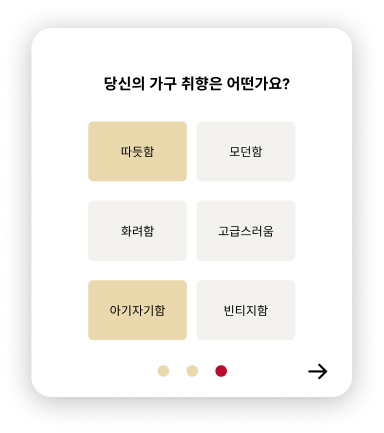 당신의 가구 취향은 어떤가요?
따듯함
모던함
화려함
고급스러움
아기자기함
빈티지함